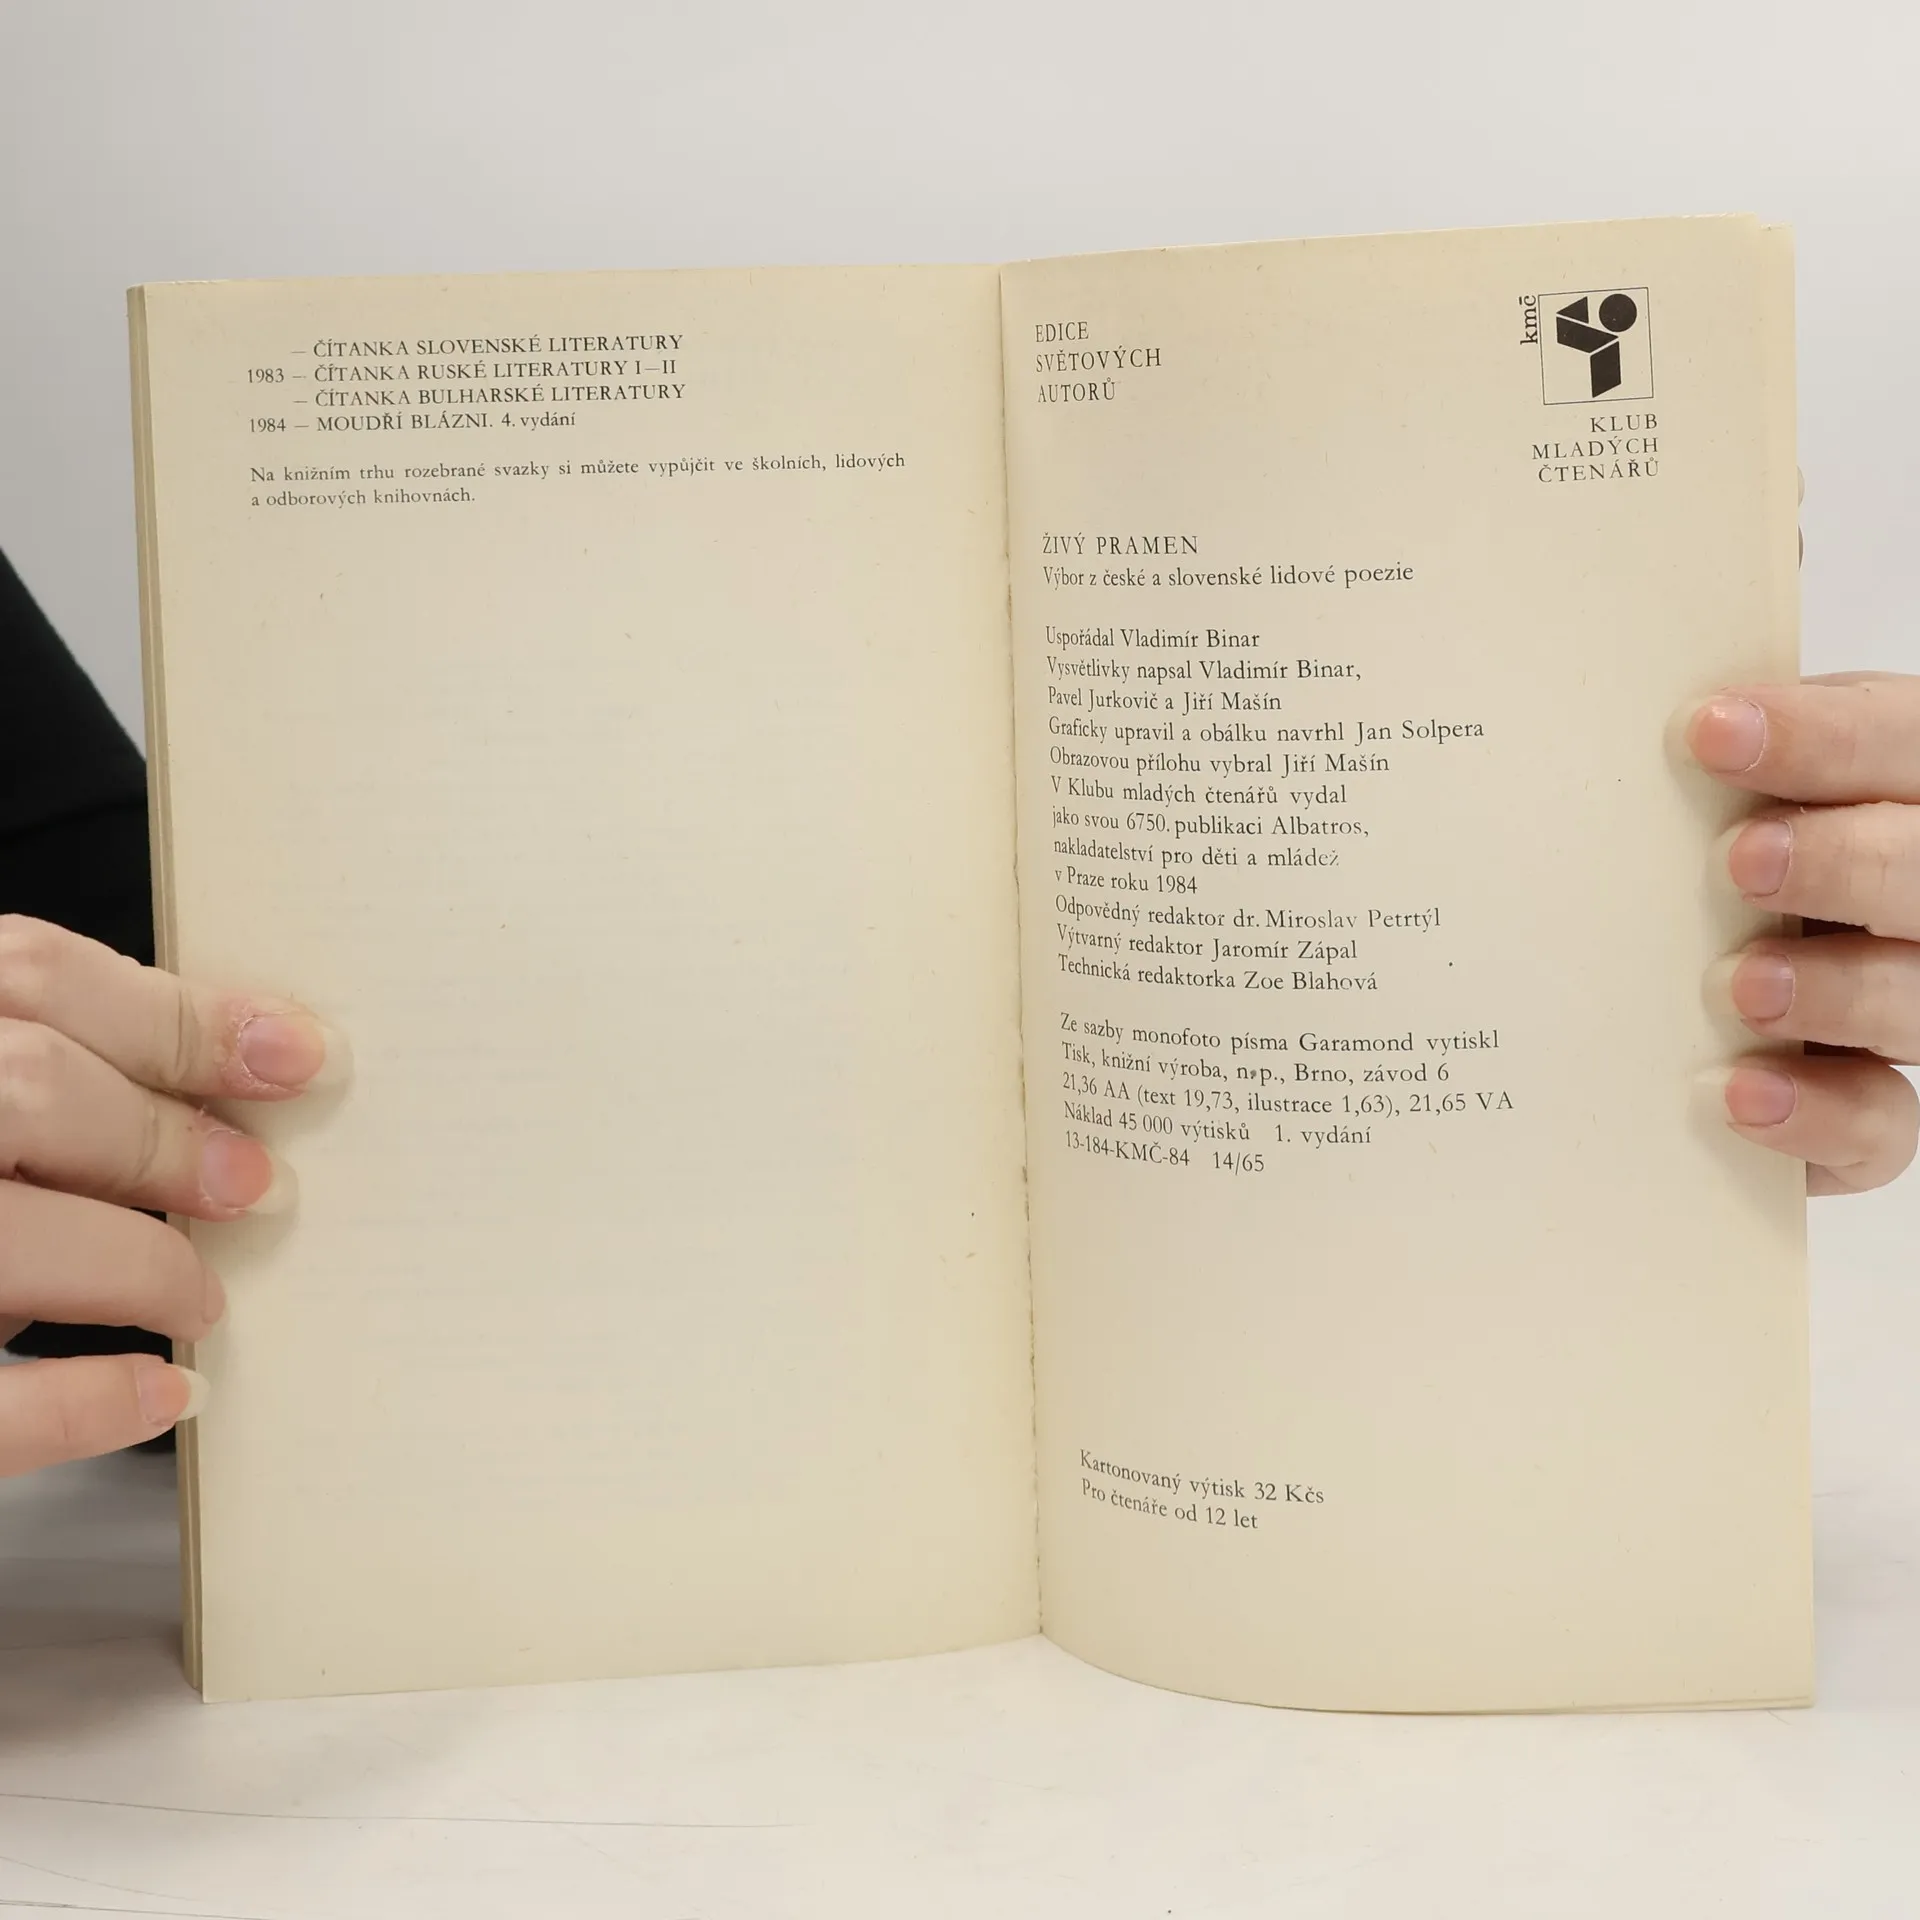 — ČÍTANKA SLOVENSKÉ LITERATURY
1983 — ČÍTANKA RUSKÉ LITERATURY I—II
— ČÍTANKA BULHARSKÉ LITERATURY
1984 — MOUDŘÍ BLÁZNI. 4. vydání
Na knižním trhu rozebrané svazky si můžete vypůjčit ve školních, lidových
a odborových knihovnách.
EDICE
SVĚTOVÝCH
AUTORŮ
kmč
KLUB
MLADÝCH
ČTENÁŘŮ
ŽIVÝ PRAMEN
Výbor z české a slovenské lidové poezie
Uspořádal Vladimír Binar
Vysvětlivky napsal Vladimír Binar,
Pavel Jurkovič a Jiří Mašín
Graficky upravil a obálku navrhl Jan Solpera
Obrazovou přílohu vybral Jiří Mašín
V Klubu mladých čtenářů vydal
jako svou 6750. publikaci Albatros,
nakladatelství pro děti a mládež
v Praze roku 1984
Odpovědný redaktor dr. Miroslav Petrtýl
Výtvarný redaktor Jaromír Zápal
Technická redaktorka Zoe Blahová
Ze sazby monofoto písma Garamond vytiskl
Tisk, knižní výroba, n. p., Brno, závod 6
21,36 AA (text 19,73, ilustrace 1,63), 21,65 VA
Náklad 45 000 výtisků 1. vydání
13-184-KMČ-84 14/65
Kartonovaný výtisk 32 Kčs
Pro čtenáře od 12 let